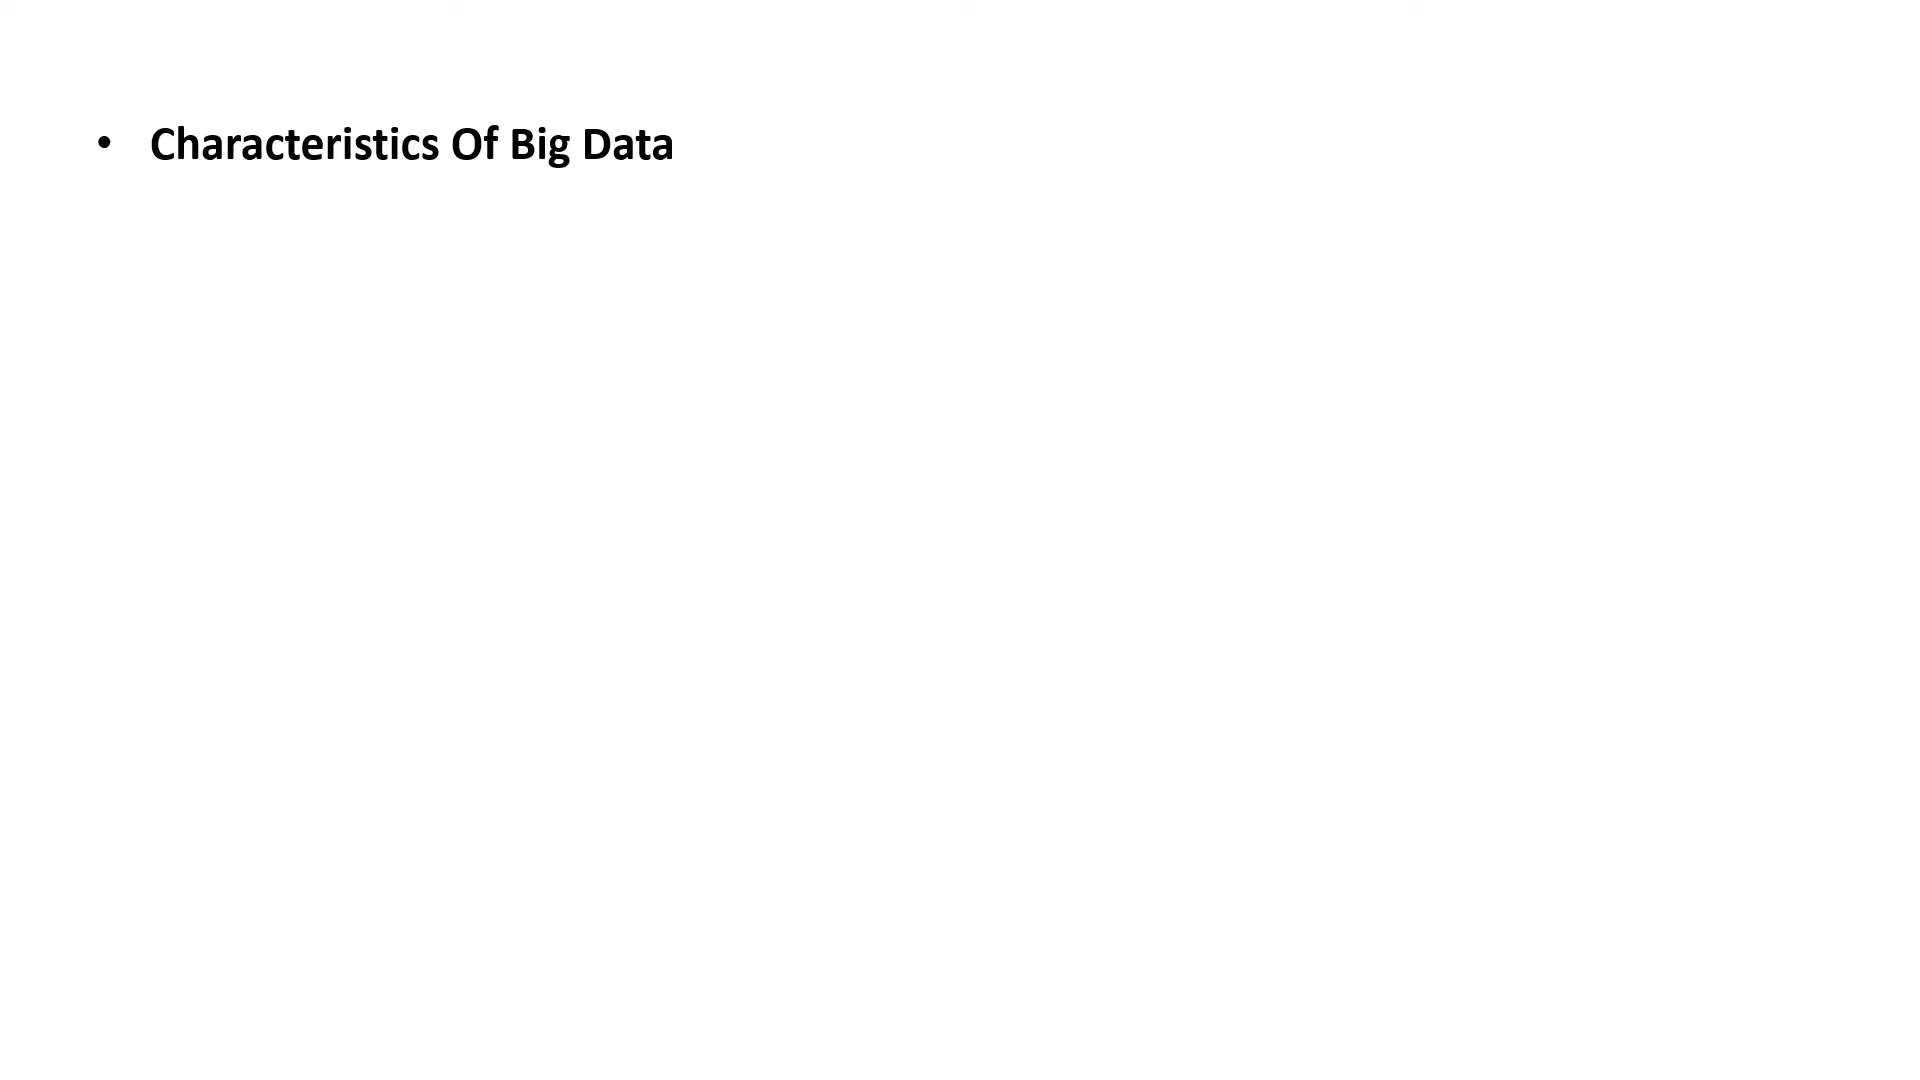 • Characteristics Of Big Data